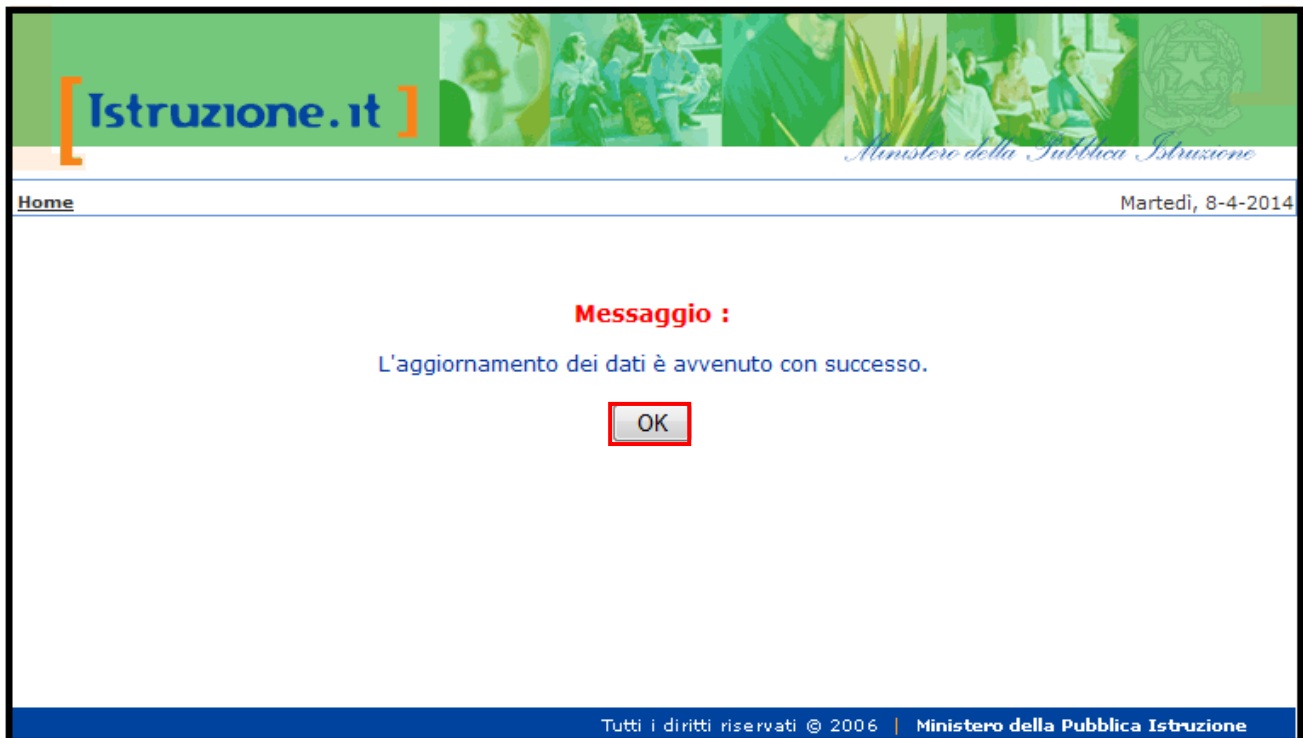 [Istruzione.it]
Ministero della Pubblica Istruzione
Home
Martedì, 8-4-2014
Messaggio :
L'aggiornamento dei dati è avvenuto con successo.
OK
Tutti i diritti riservati © 2006 | Ministero della Pubblica Istruzione